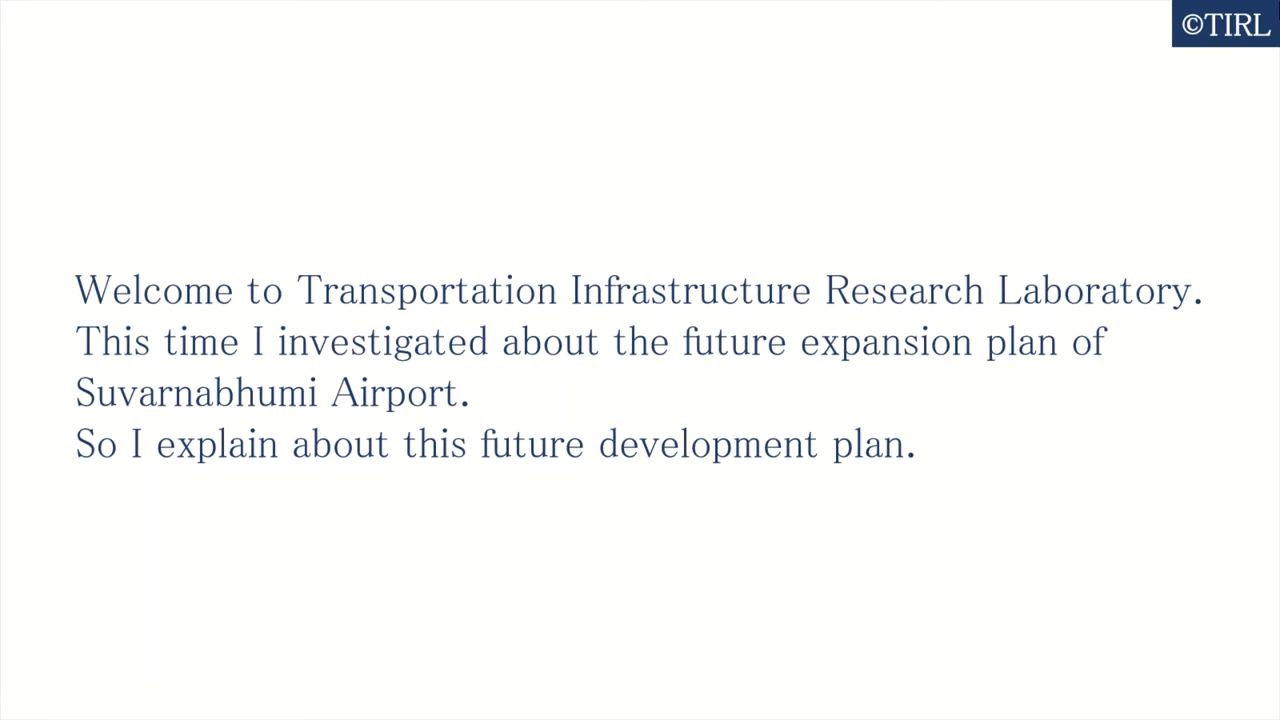 ©TIRL
Welcome to Transportation Infrastructure Research Laboratory.
This time I investigated about the future expansion plan of
Suvarnabhumi Airport.
So I explain about this future development plan.